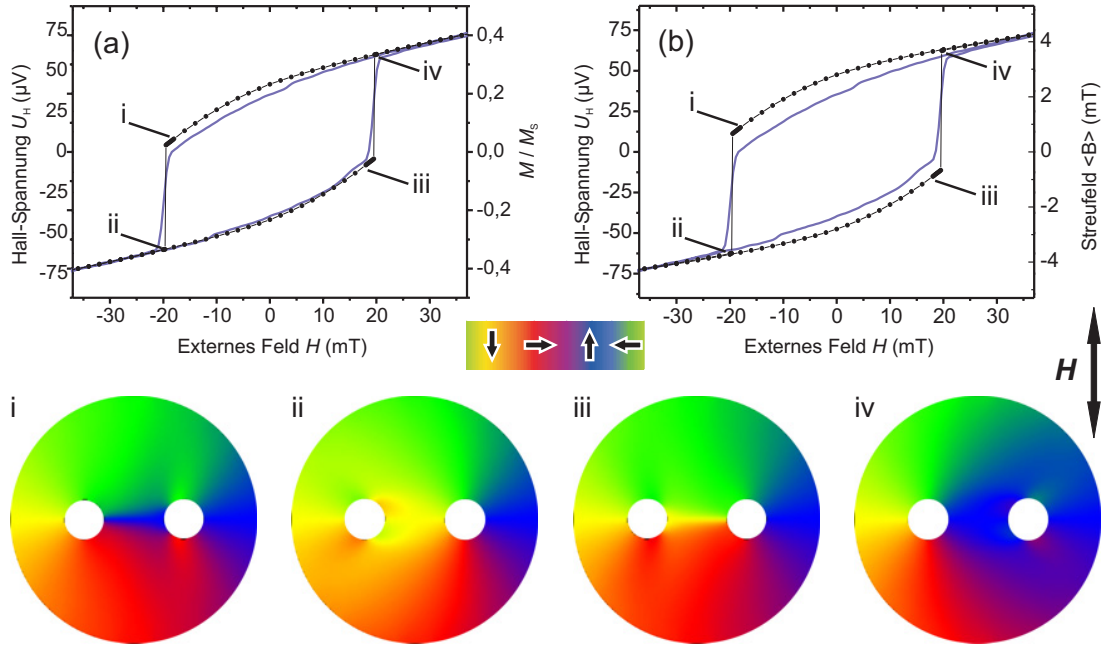 (a)
Hall-Spannung U_H (µV)
75
50
25
0
-25
-50
-75
i
ii
iii
iv
0,4
0,2
0,0
-0,2
-0,4
M / M_S
-30 -20 -10 0 10 20 30
Externes Feld H (mT)
(b)
Hall-Spannung U_H (µV)
75
50
25
0
-25
-50
-75
i
ii
iii
iv
4
2
0
-2
-4
Streufeld <B> (mT)
-30 -20 -10 0 10 20 30
Externes Feld H (mT)
H
i
ii
iii
iv